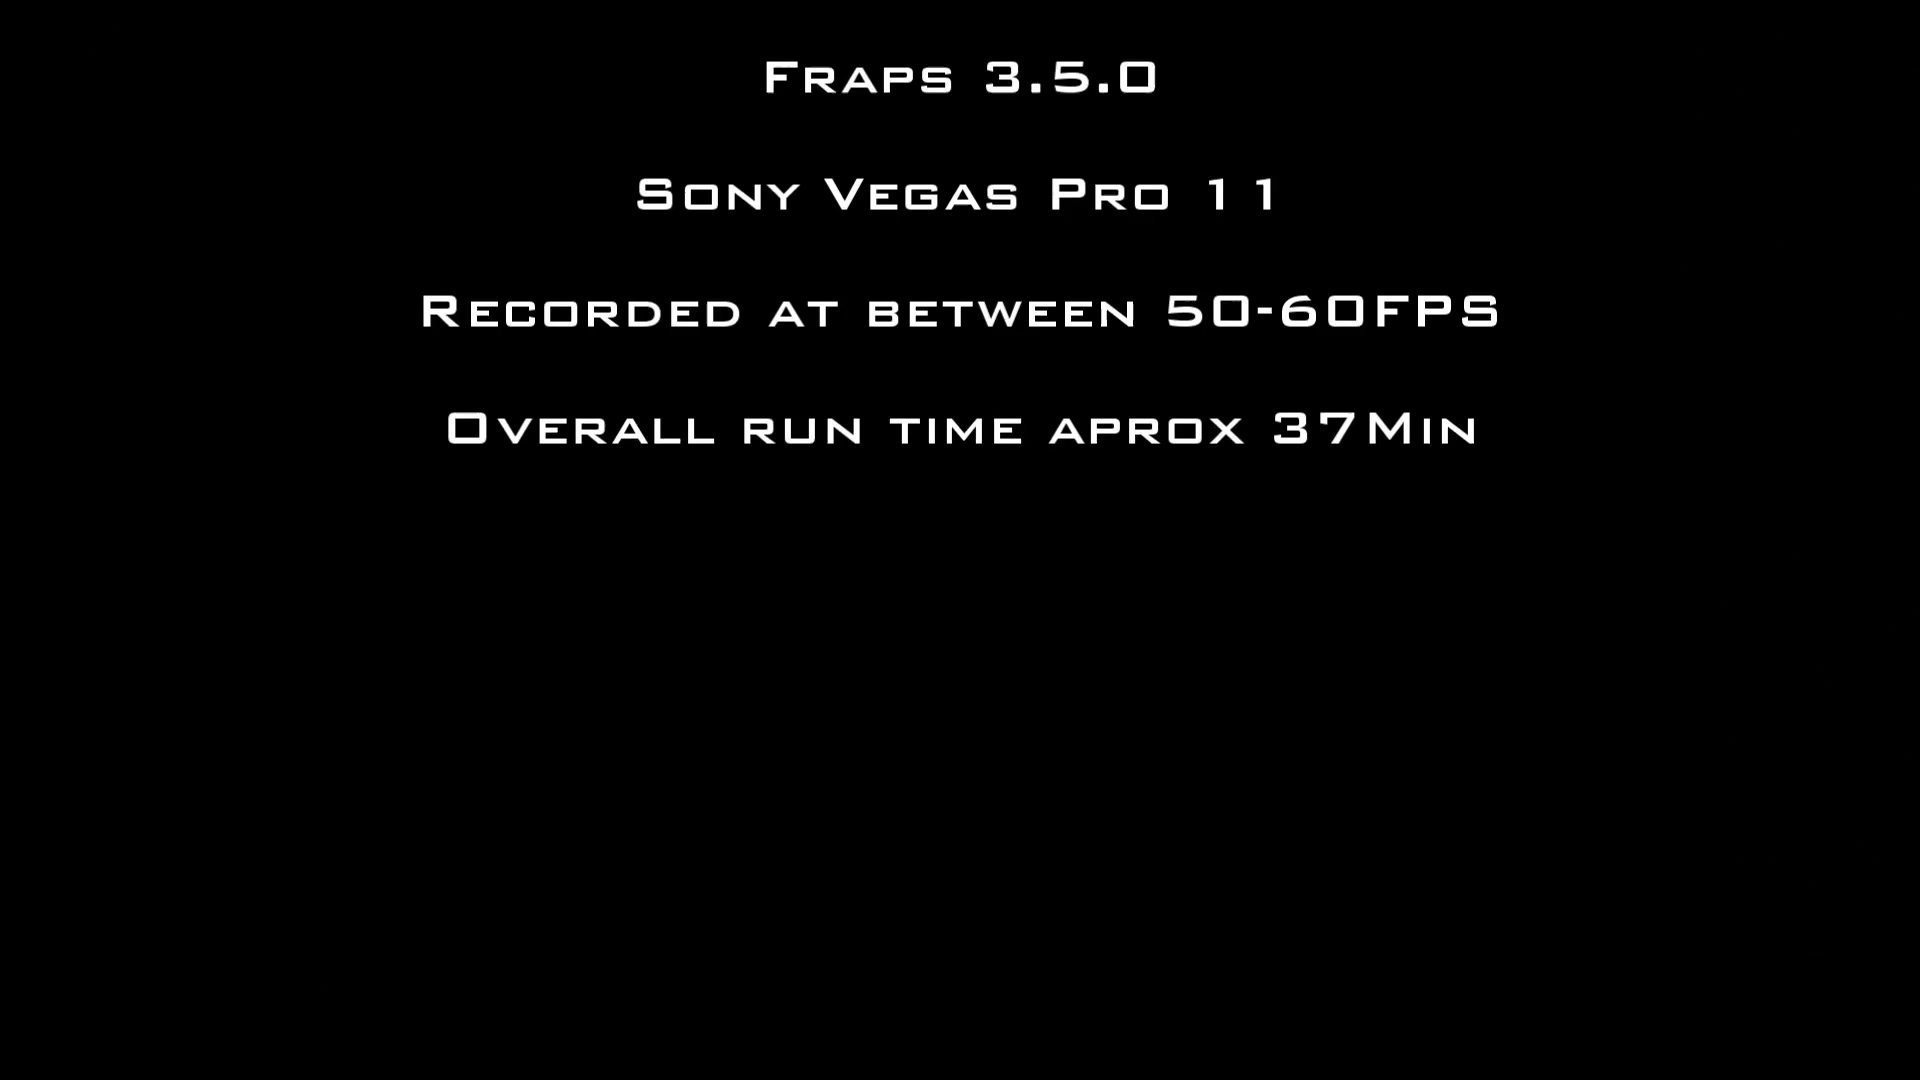 Fraps 3.5.0
Sony Vegas Pro 11
Recorded at between 50-60FPS
Overall run time aprox 37Min